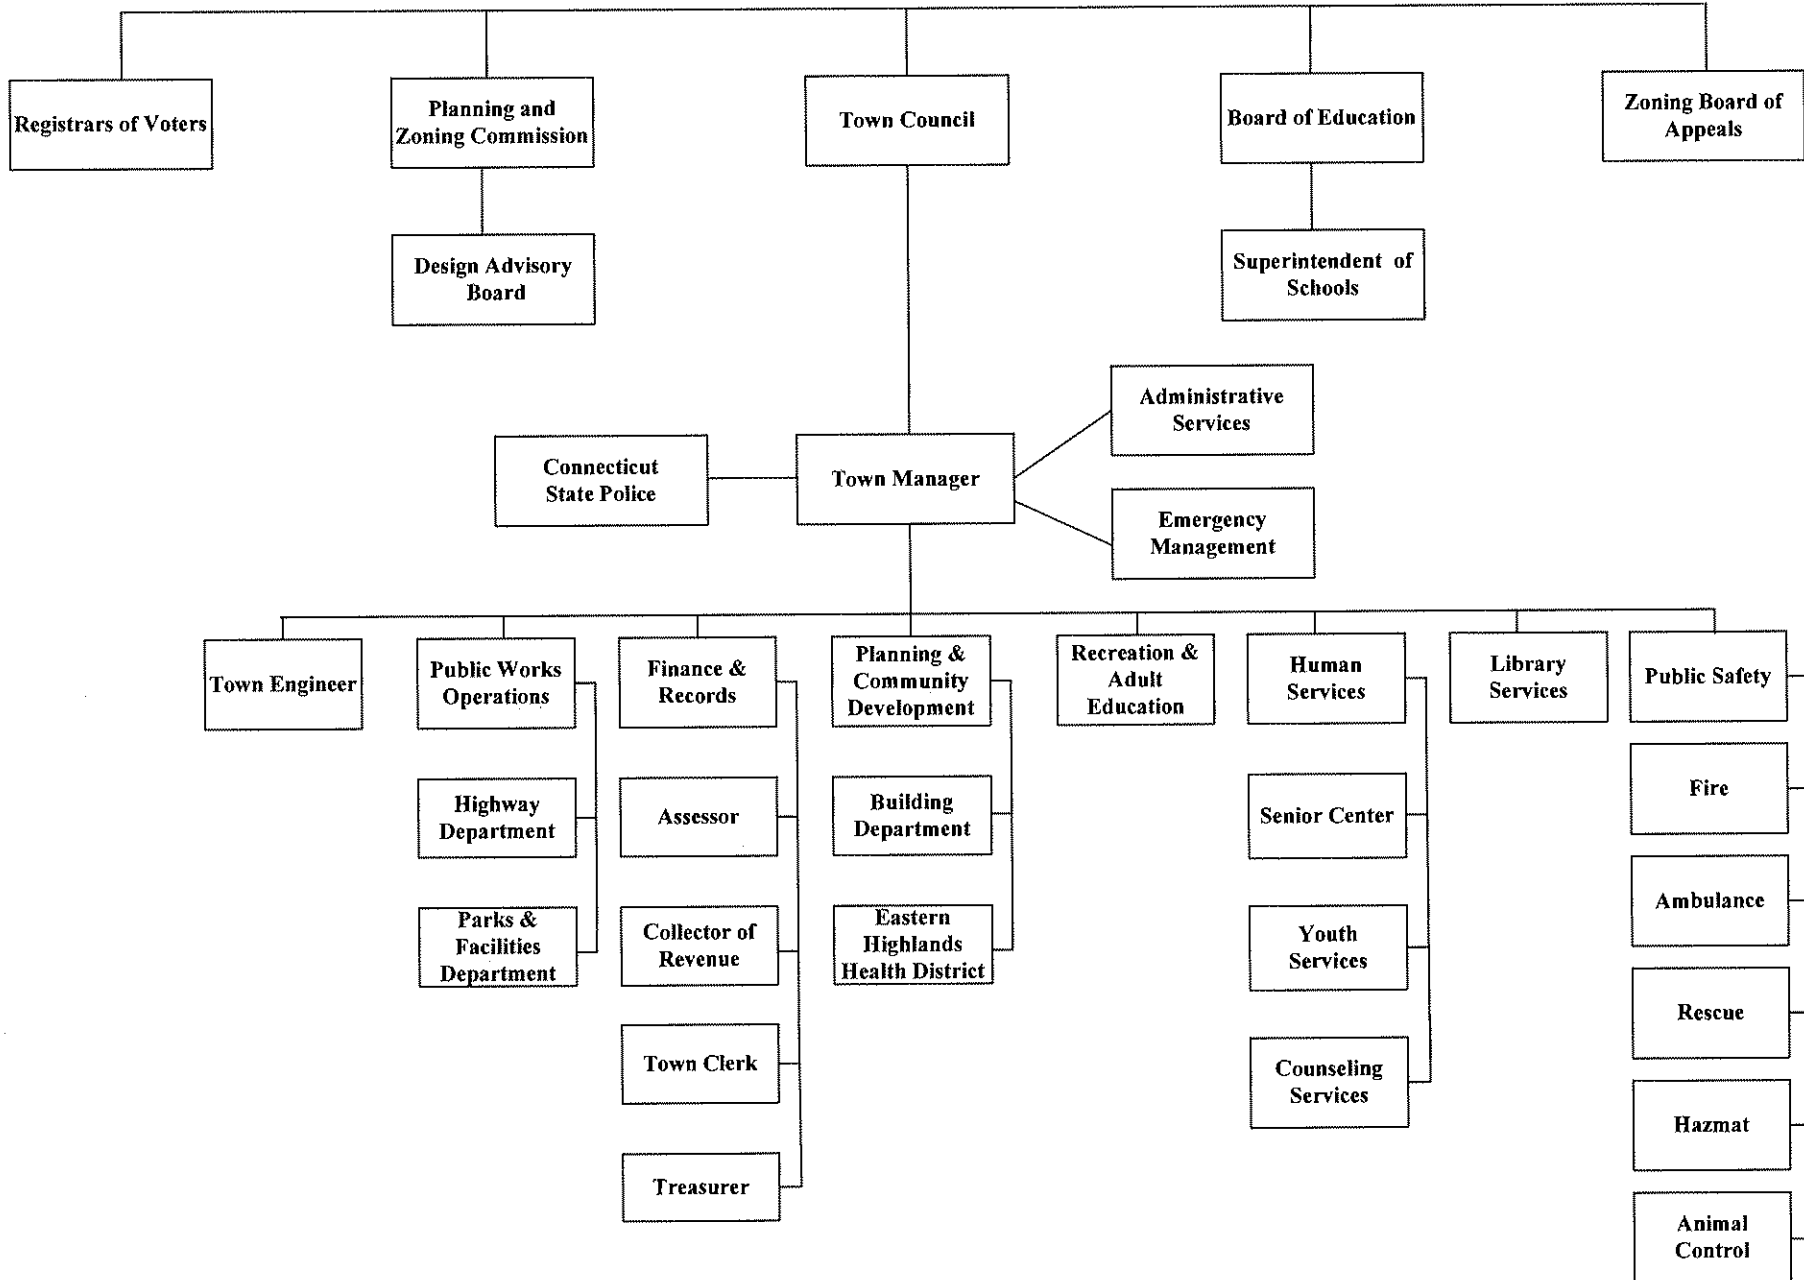 Registrars of Voters
Planning and
Zoning Commission
Town Council
Board of Education
Zoning Board of
Appeals
Design Advisory
Board
Superintendent of
Schools
Administrative
Services
Connecticut
State Police
Town Manager
Emergency
Management
Town Engineer
Public Works
Operations
Finance &
Records
Planning &
Community
Development
Recreation &
Adult
Education
Human
Services
Library
Services
Public Safety
Highway
Department
Assessor
Building
Department
Senior Center
Fire
Parks &
Facilities
Department
Collector of
Revenue
Eastern
Highlands
Health District
Youth
Services
Ambulance
Town Clerk
Counseling
Services
Rescue
Treasurer
Hazmat
Animal
Control